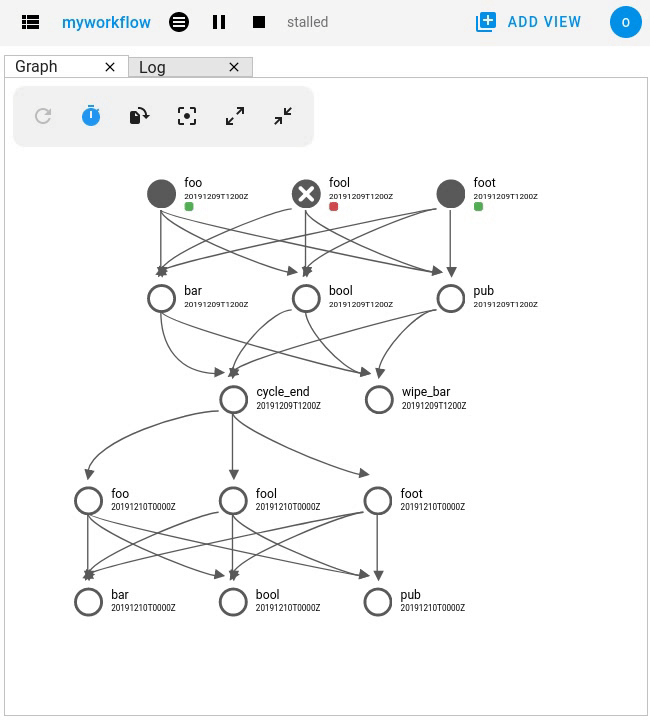 myworkflow stalled ADD VIEW o
Graph Log
foo fool foot
20191209T1200Z 20191209T1200Z 20191209T1200Z
bar bool pub
20191209T1200Z 20191209T1200Z 20191209T1200Z
cycle_end wipe_bar
20191209T1200Z 20191209T1200Z
foo fool foot
20191210T0000Z 20191210T0000Z 20191210T0000Z
bar bool pub
20191210T0000Z 20191210T0000Z 20191210T0000Z